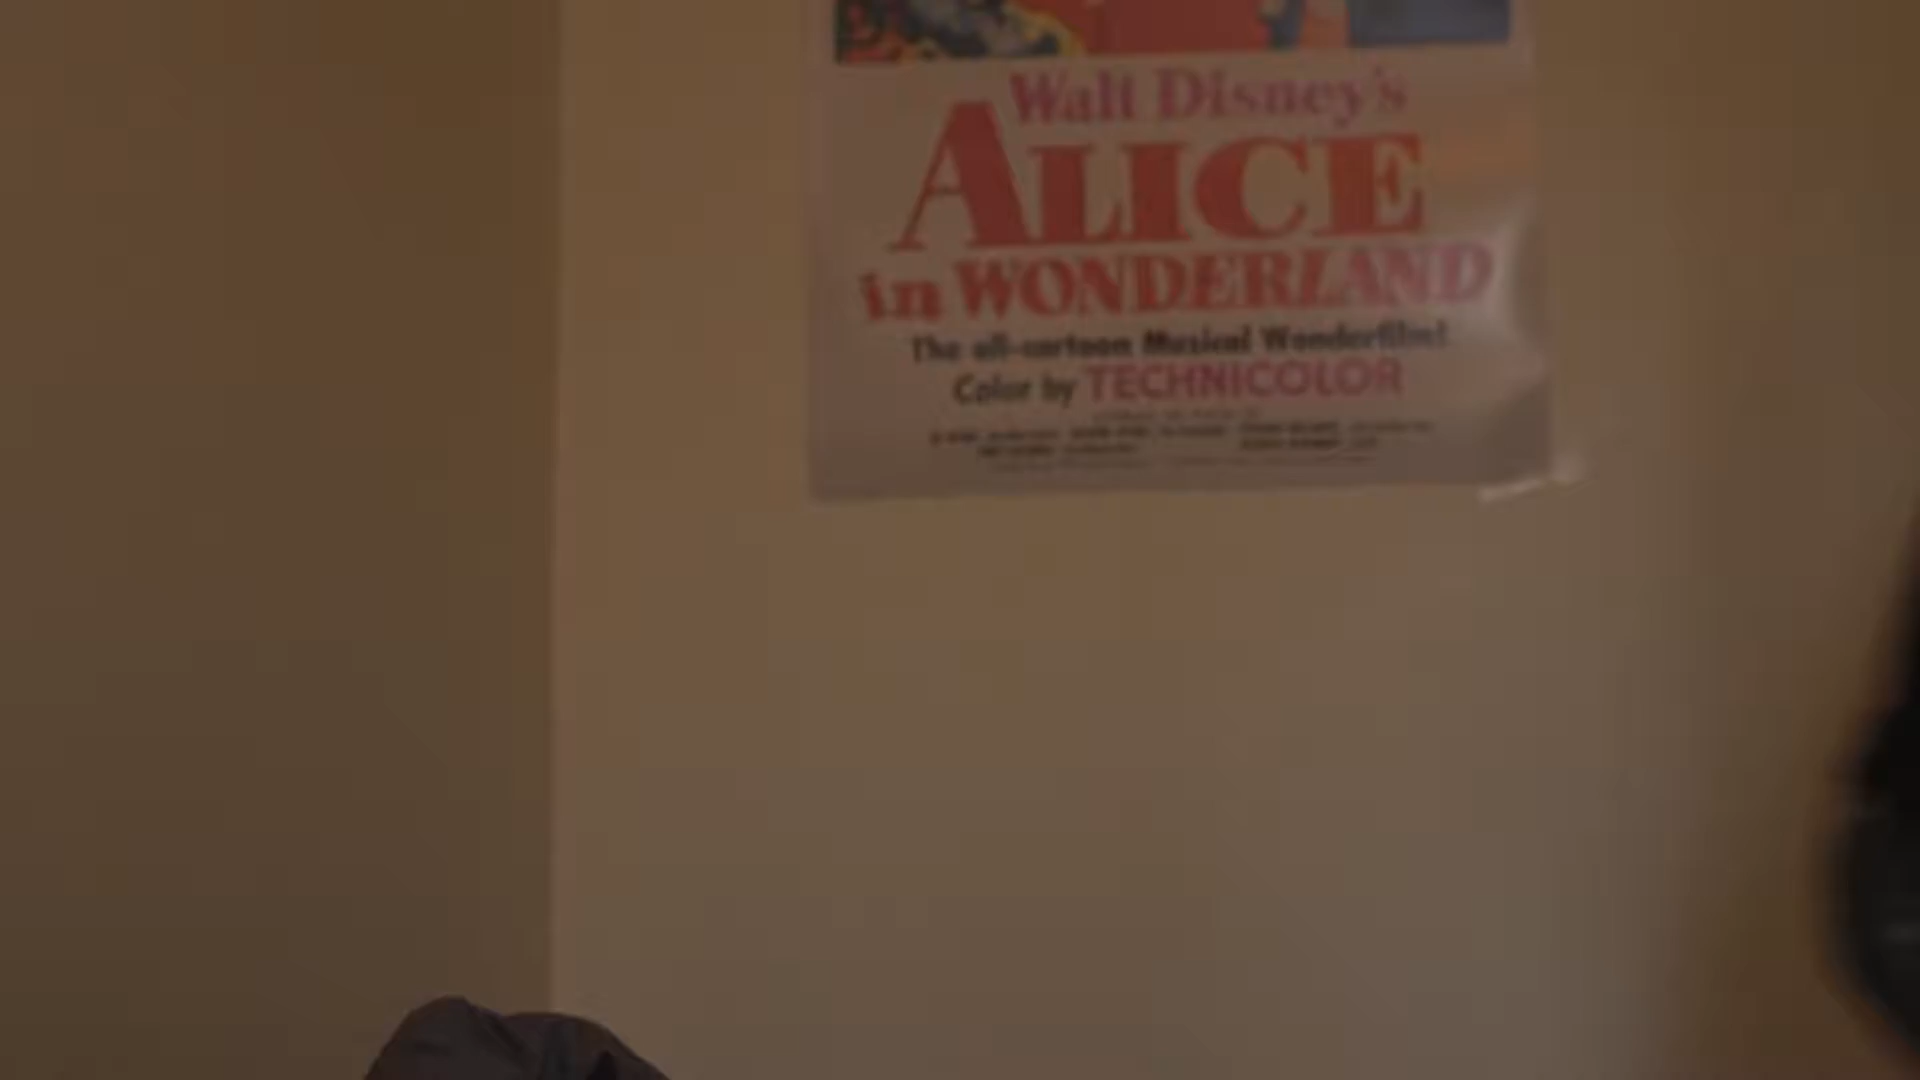 Walt Disney's
ALICE
in WONDERLAND
The all-cartoon Musical Wonderfilm!
Color by TECHNICOLOR